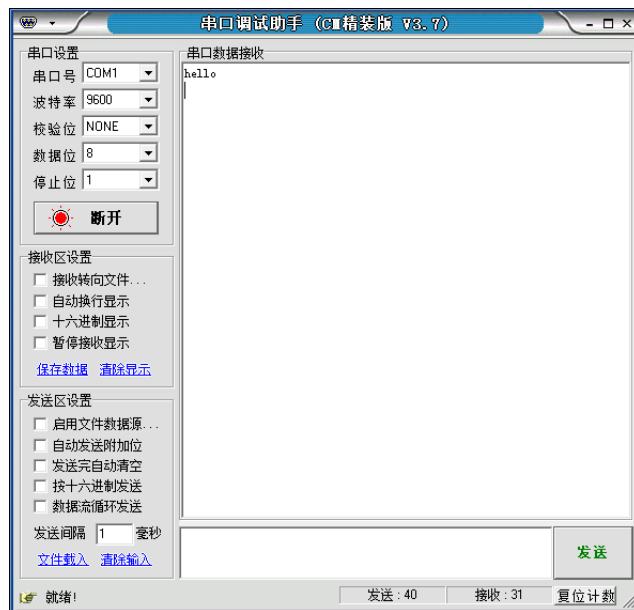 串口调试助手 (CM精装版 V3.7)
串口设置
串口号 COM1
波特率 9600
校验位 NONE
数据位 8
停止位 1
断开
接收区设置
接收转向文件...
自动换行显示
十六进制显示
暂停接收显示
保存数据 清除显示
发送区设置
启用文件数据源...
自动发送附加位
发送完自动清空
按十六进制发送
数据流循环发送
发送间隔 1 毫秒
文件载入 清除输入
串口数据接收
hello
发送
就绪!
发送:40 接收:31 复位计数